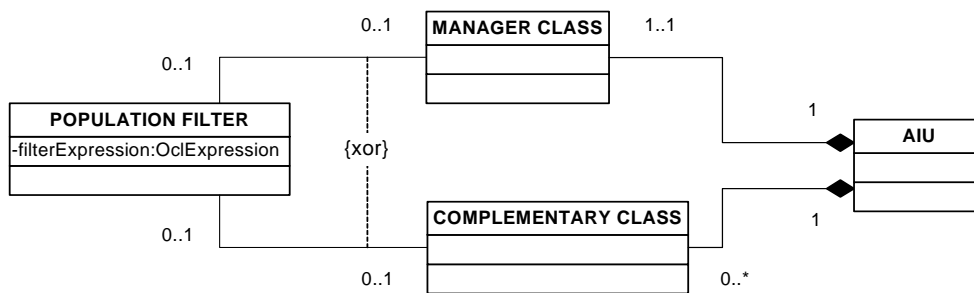 0..1
MANAGER CLASS
1..1
0..1
POPULATION FILTER
-filterExpression:OclExpression
{xor}
1
AIU
0..1
COMPLEMENTARY CLASS
1
0..1
0..*